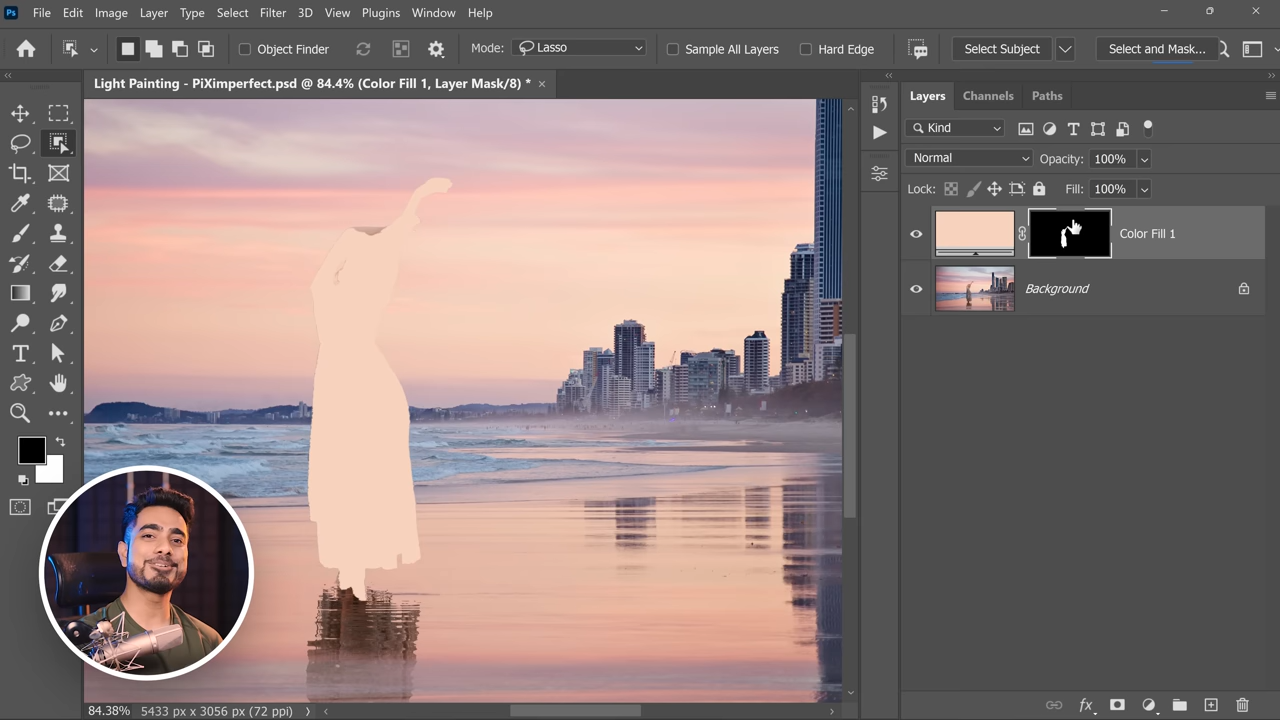 Ps File Edit Image Layer Type Select Filter 3D View Plugins Window Help
Object Finder Mode: Lasso Sample All Layers Hard Edge Select Subject Select and Mask...
Light Painting - PiXimperfect.psd @ 84.4% (Color Fill 1, Layer Mask/8) * ×
Layers Channels Paths
Kind
Normal Opacity: 100%
Lock: Fill: 100%
Color Fill 1
Background
84.38% 5433 px x 3056 px (72 ppi)